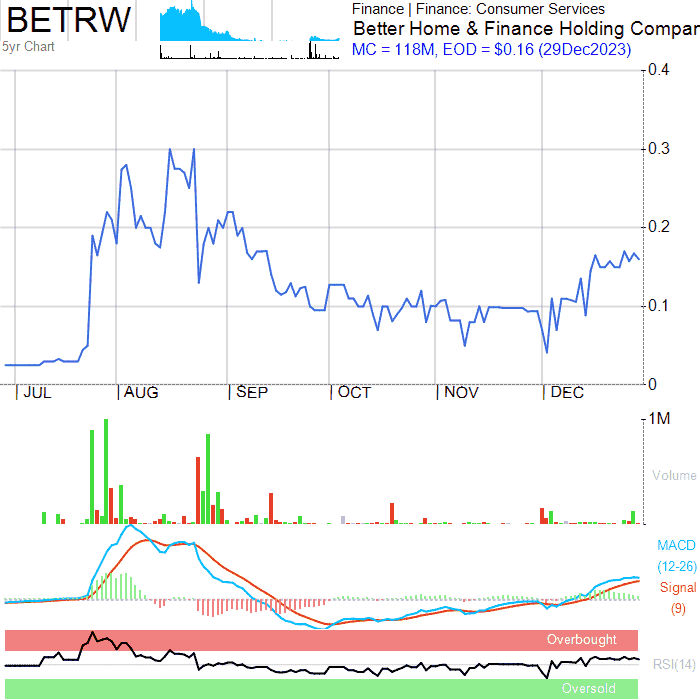 BETRW
5yr Chart
Finance | Finance: Consumer Services
Better Home & Finance Holding Compar
MC = 118M, EOD = $0.16 (29Dec2023)
0.4
0.3
0.2
0.1
0
JUL AUG SEP OCT NOV DEC
1M
Volume
MACD
(12-26)
Signal
(9)
Overbought
RSI(14)
Oversold